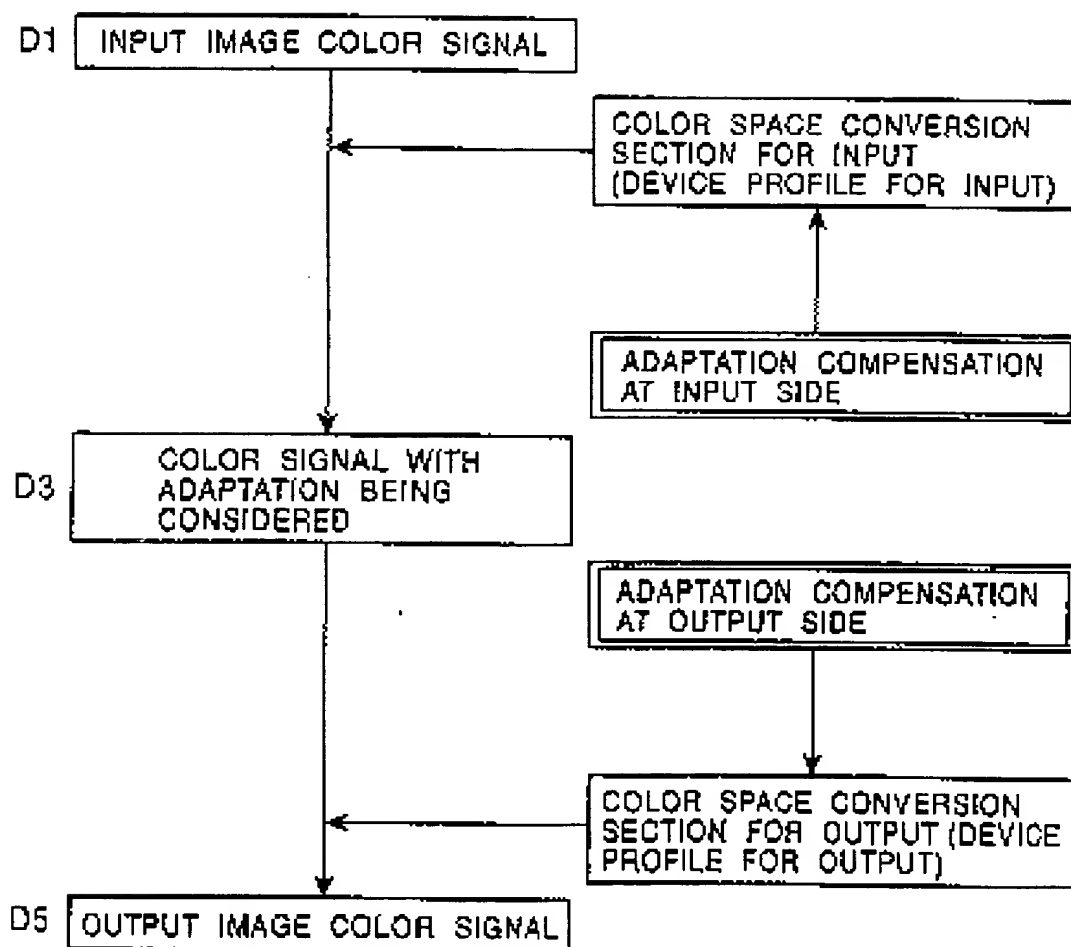 D1 INPUT IMAGE COLOR SIGNAL
COLOR SPACE CONVERSION
SECTION FOR INPUT
(DEVICE PROFILE FOR INPUT)
ADAPTATION COMPENSATION
AT INPUT SIDE
D3
COLOR SIGNAL WITH
ADAPTATION BEING
CONSIDERED
ADAPTATION COMPENSATION
AT OUTPUT SIDE
COLOR SPACE CONVERSION
SECTION FOR OUTPUT (DEVICE
PROFILE FOR OUTPUT)
D5 OUTPUT IMAGE COLOR SIGNAL